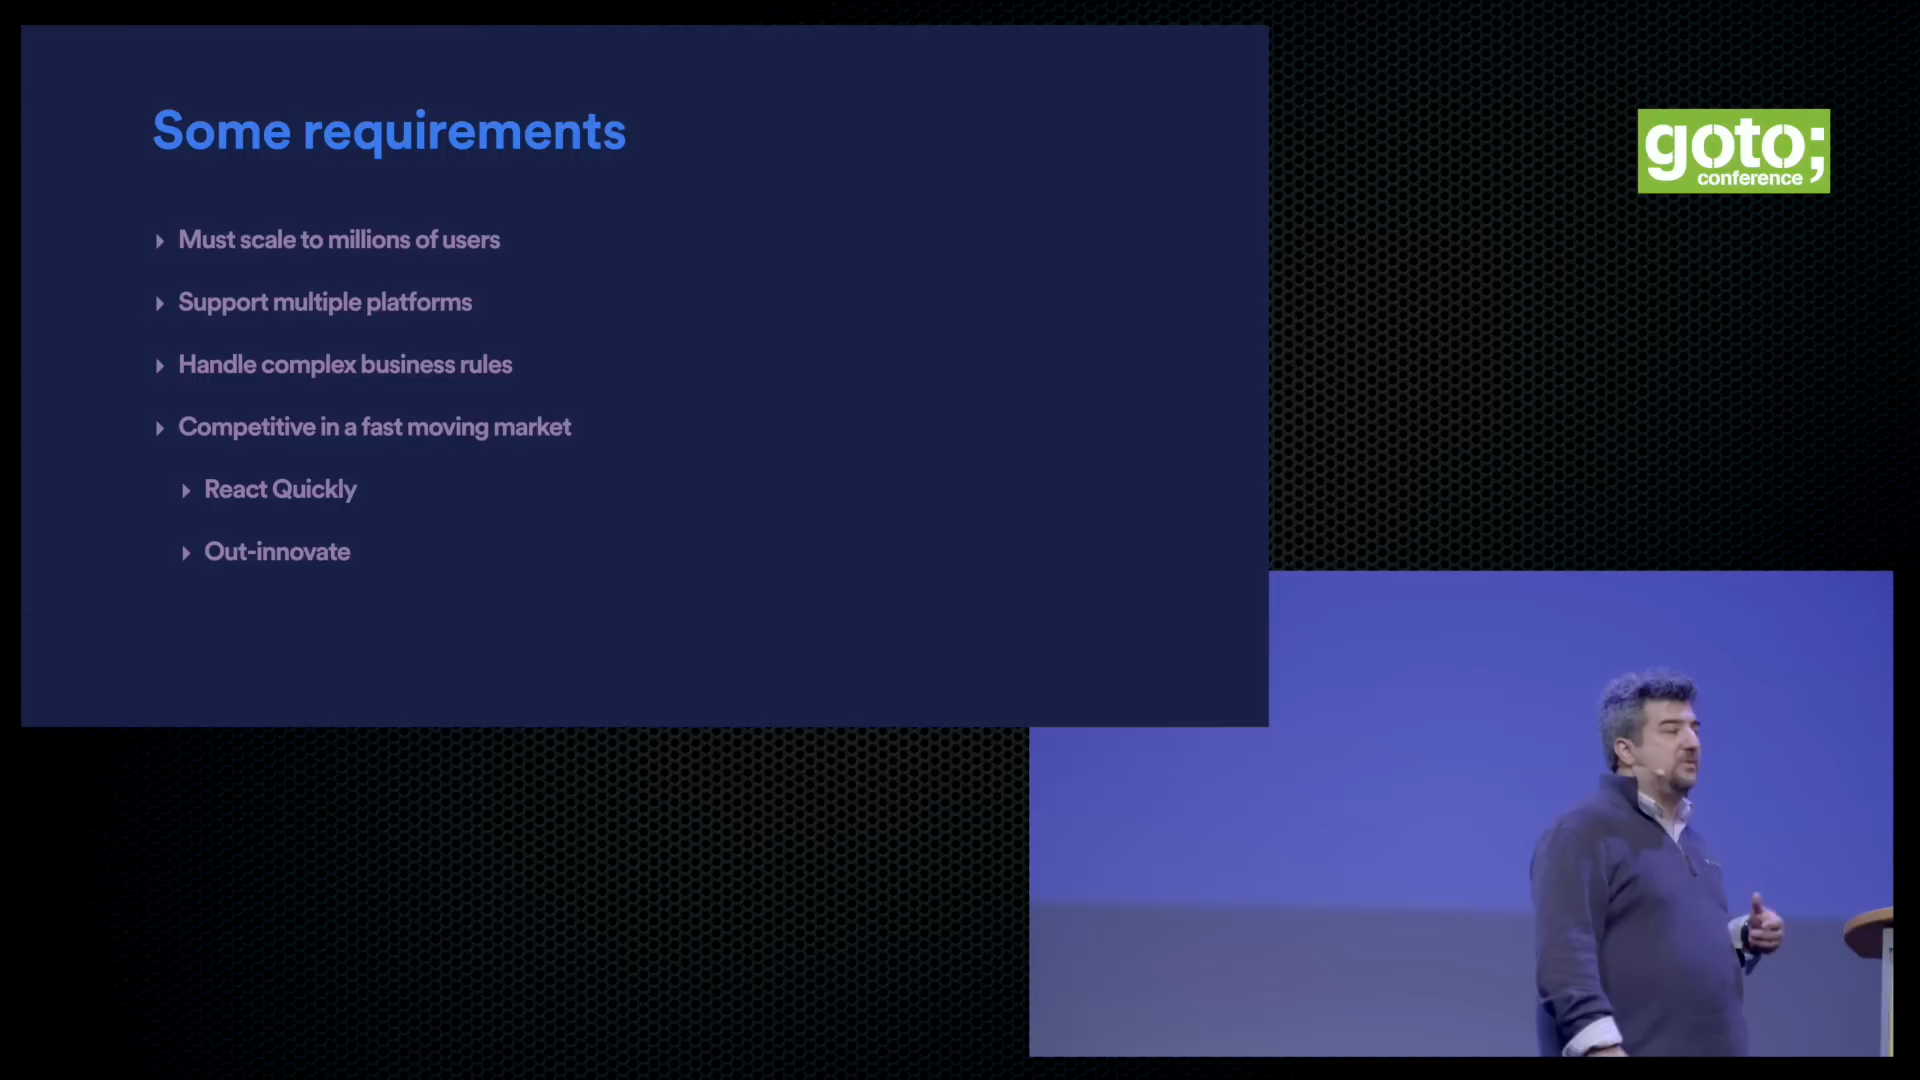 Some requirements
Must scale to millions of users
Support multiple platforms
Handle complex business rules
Competitive in a fast moving market
React Quickly
Out-innovate
goto;
conference